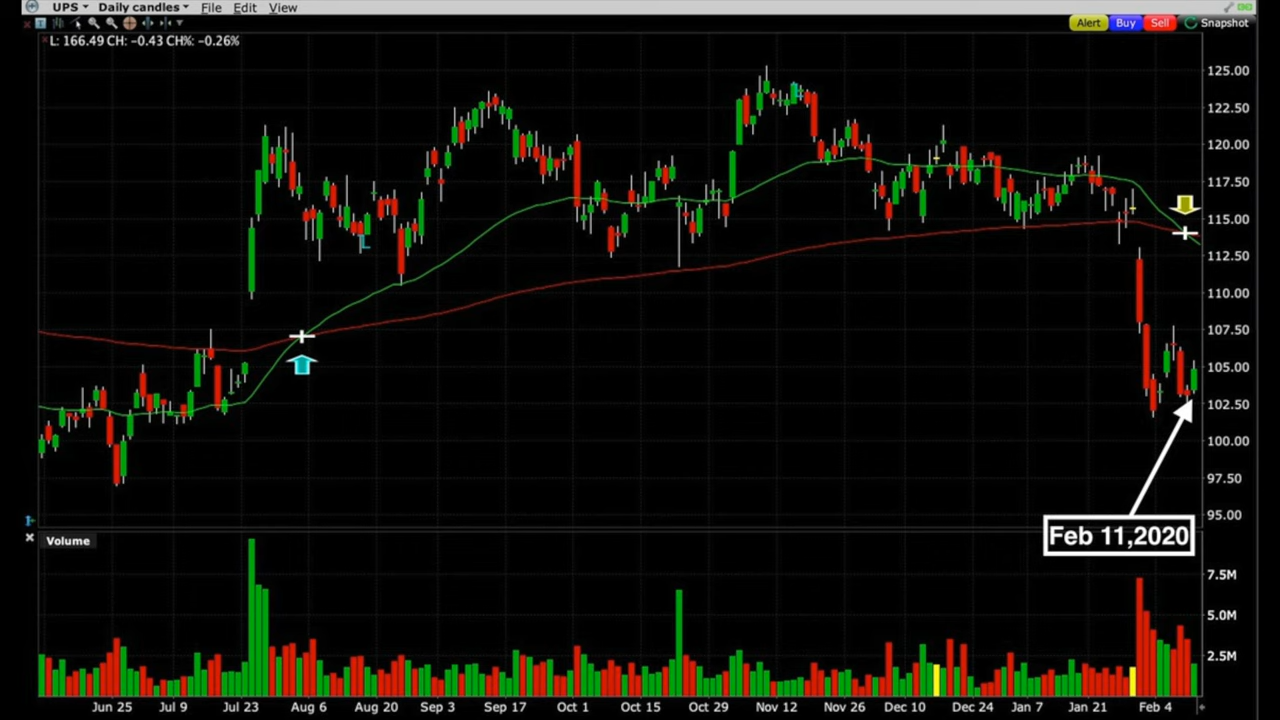 UPS Daily candles File Edit View
Alert Buy Sell Snapshot
L: 166.49 CH: -0.43 CH%: -0.26%
125.00
122.50
120.00
117.50
115.00
112.50
110.00
107.50
105.00
102.50
100.00
97.50
95.00
L
L
Feb 11,2020
Volume
7.5M
5.0M
2.5M
Jun 25 Jul 9 Jul 23 Aug 6 Aug 20 Sep 3 Sep 17 Oct 1 Oct 15 Oct 29 Nov 12 Nov 26 Dec 10 Dec 24 Jan 7 Jan 21 Feb 4